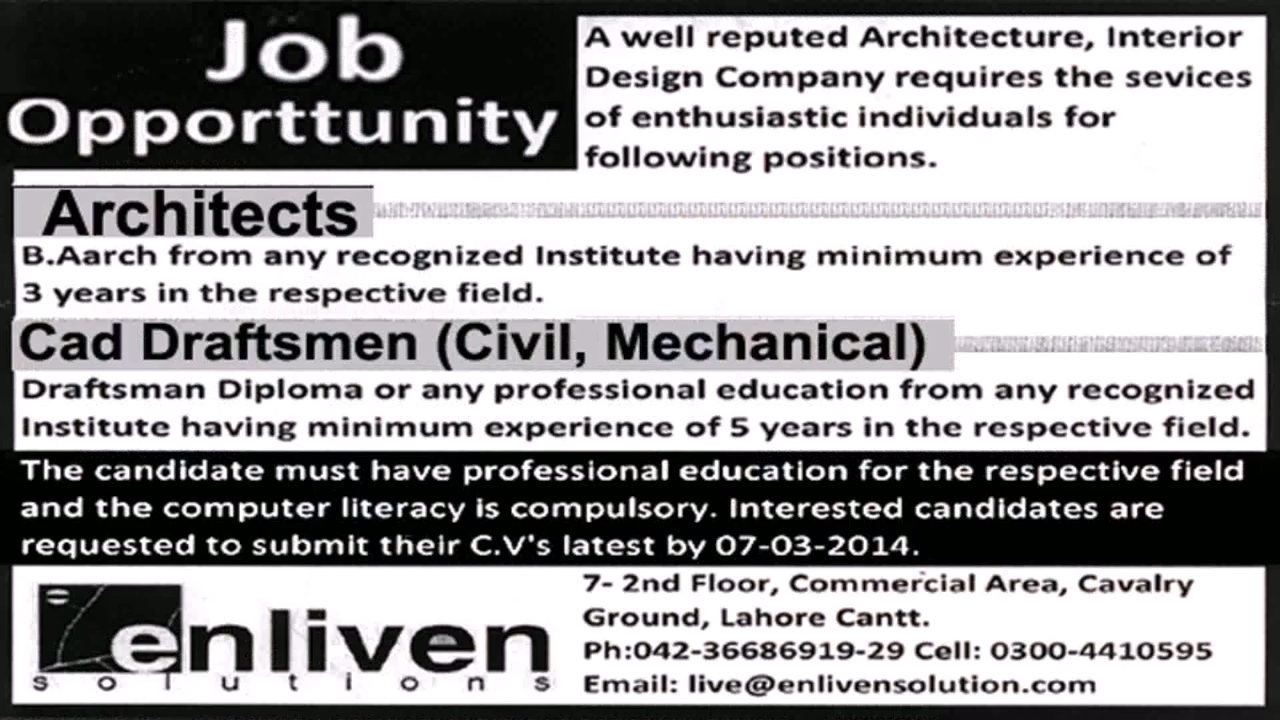 Job
Opporttunity
A well reputed Architecture, Interior
Design Company requires the sevices
of enthusiastic individuals for
following positions.
Architects
B.Aarch from any recognized Institute having minimum experience of
3 years in the respective field.
Cad Draftsmen (Civil, Mechanical)
Draftsman Diploma or any professional education from any recognized
Institute having minimum experience of 5 years in the respective field.
The candidate must have professional education for the respective field
and the computer literacy is compulsory. Interested candidates are
requested to submit their C.V's latest by 07-03-2014.
enliven
solutions
7- 2nd Floor, Commercial Area, Cavalry
Ground, Lahore Cantt.
Ph:042-36686919-29 Cell: 0300-4410595
Email: live@enlivensolution.com